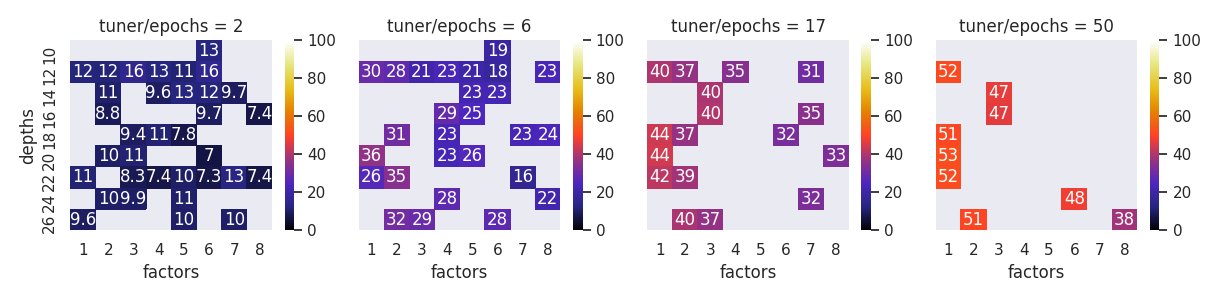 tuner/epochs = 2
depths
10
12
14
16
18
20
22
24
26
13
12 12 16 13 11 16
11 9.6 13 12 9.7
8.8 9.7 7.4
9.4 11 7.8
10 11 7
11 8.3 7.4 10 7.3 13 7.4
10 9.9 11
9.6 10 10
1 2 3 4 5 6 7 8
factors
100
80
60
40
20
0
tuner/epochs = 6
19
30 28 21 23 21 18 23
23 23
29 25
31 23 23 24
36 23 26
26 35 16
28 22
32 29 28
1 2 3 4 5 6 7 8
factors
100
80
60
40
20
0
tuner/epochs = 17
40 37 35 31
40
40 35
44 37 32
44 33
42 39
32
40 37
1 2 3 4 5 6 7 8
factors
100
80
60
40
20
0
tuner/epochs = 50
52
47
47
51
53
52
48
51 38
1 2 3 4 5 6 7 8
factors
100
80
60
40
20
0